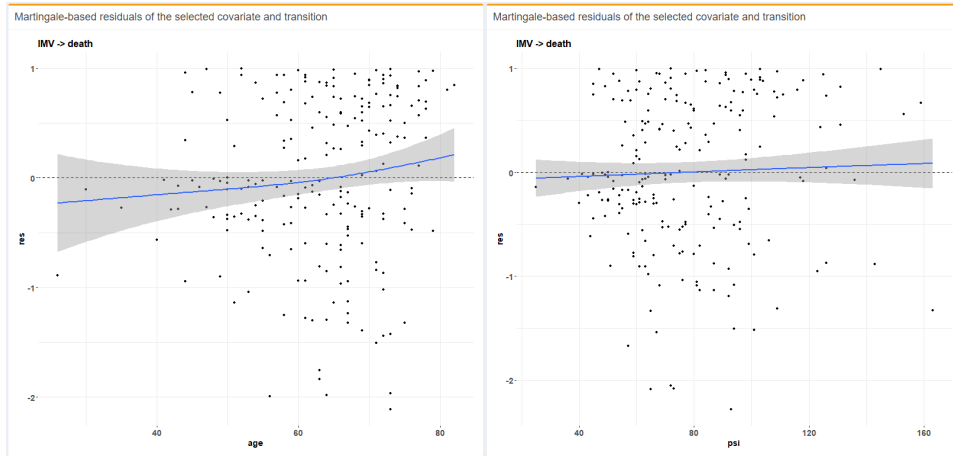 Martingale-based residuals of the selected covariate and transition
IMV -> death
1
0
-1
-2
res
40
60
80
age
Martingale-based residuals of the selected covariate and transition
IMV -> death
1
0
-1
-2
res
40
80
120
160
psi